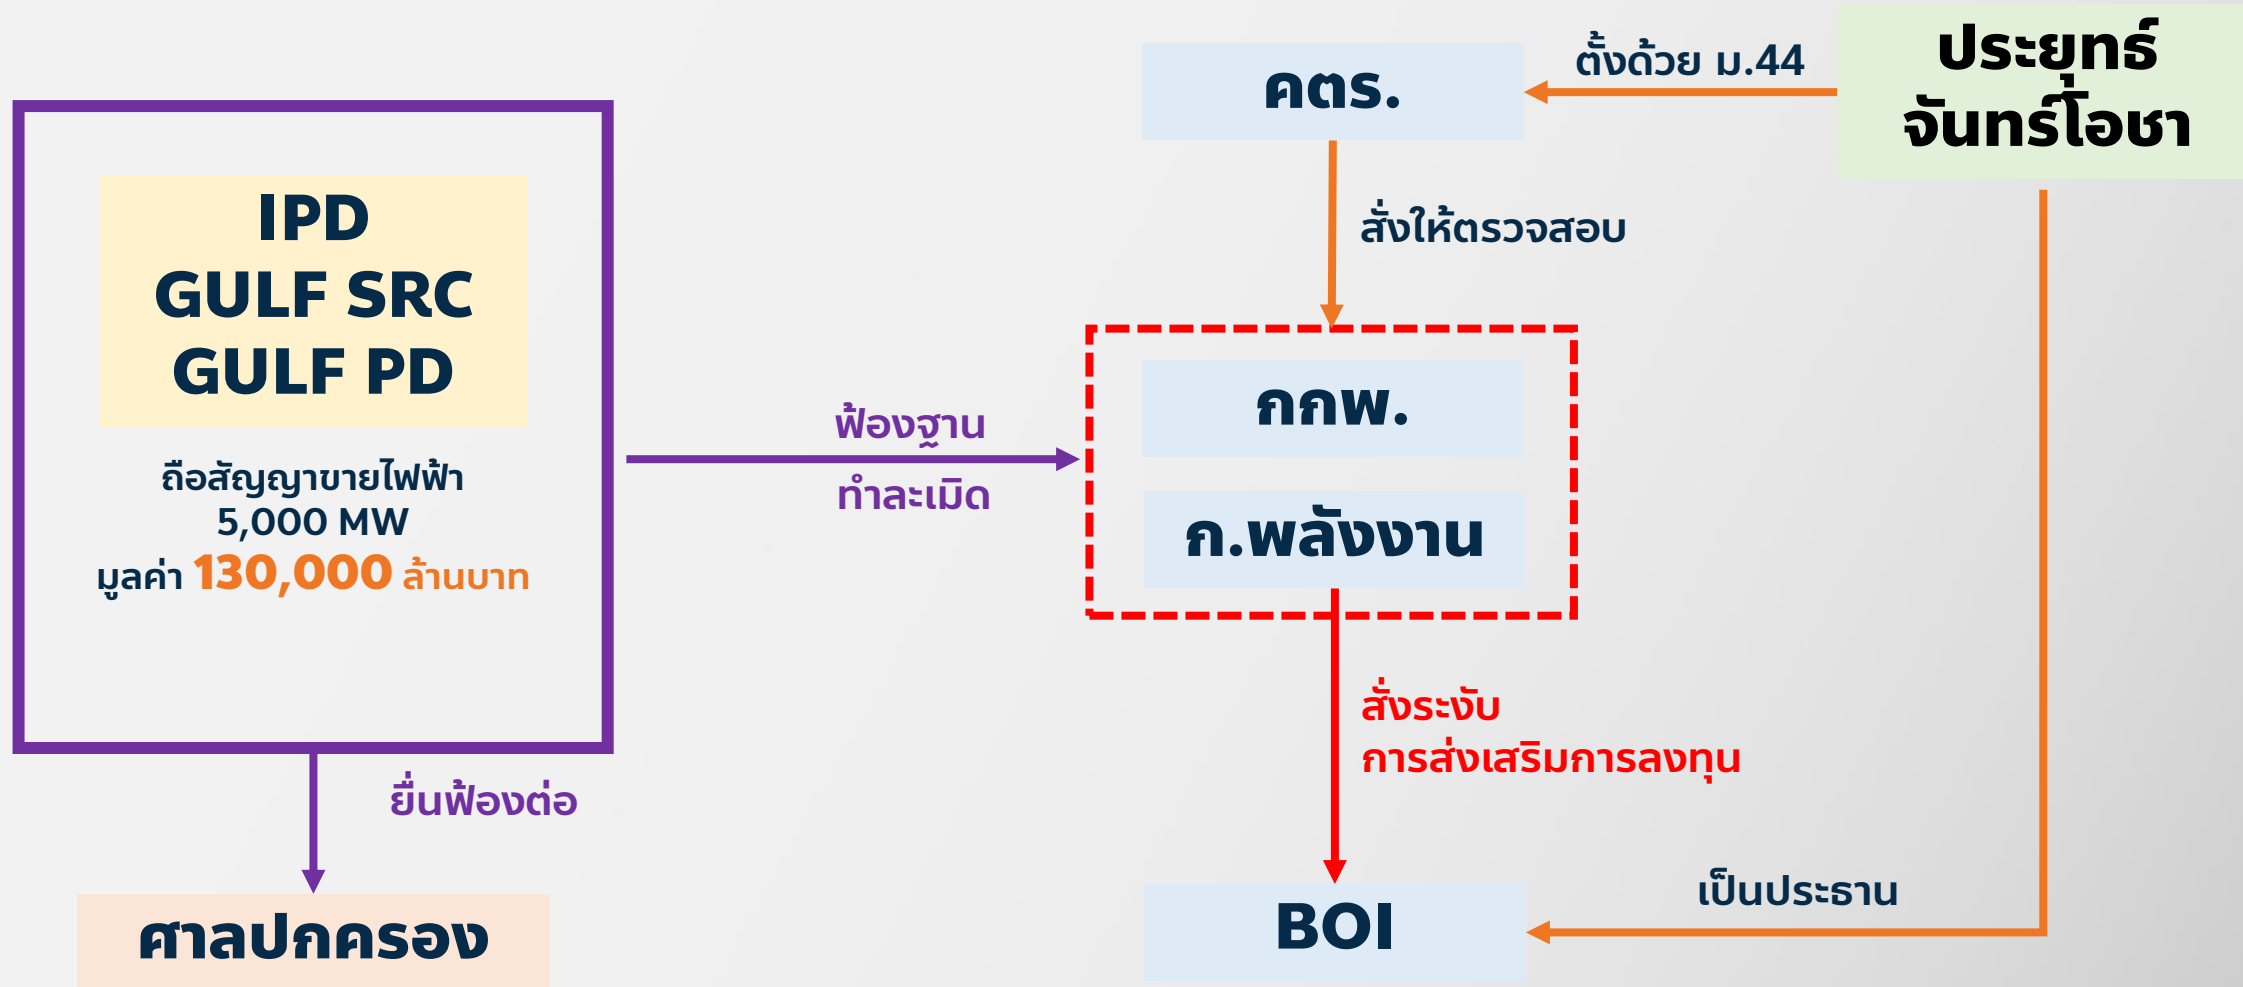 IPD
GULF SRC
GULF PD
ถือสัญญาขายไฟฟ้า
5,000 MW
มูลค่า 130,000 ล้านบาท
ยื่นฟ้องต่อ
ศาลปกครอง
ฟ้องฐาน
ทำละเมิด
คตร.
สั่งให้ตรวจสอบ
กกพ.
ก.พลังงาน
สั่งระงับ
การส่งเสริมการลงทุน
BOI
ตั้งด้วย ม.44
ประยุทธ์
จันทร์โอชา
เป็นประธาน